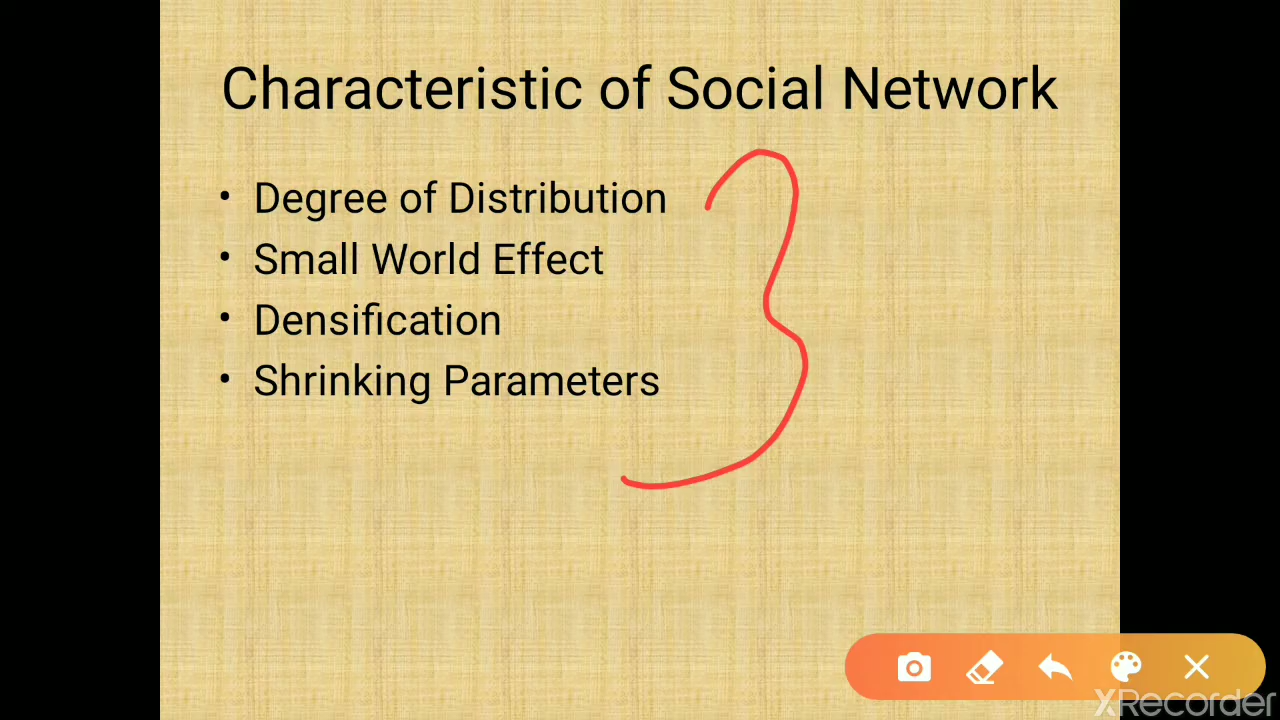 Characteristic of Social Network
• Degree of Distribution
• Small World Effect
• Densification
• Shrinking Parameters
XRecorder